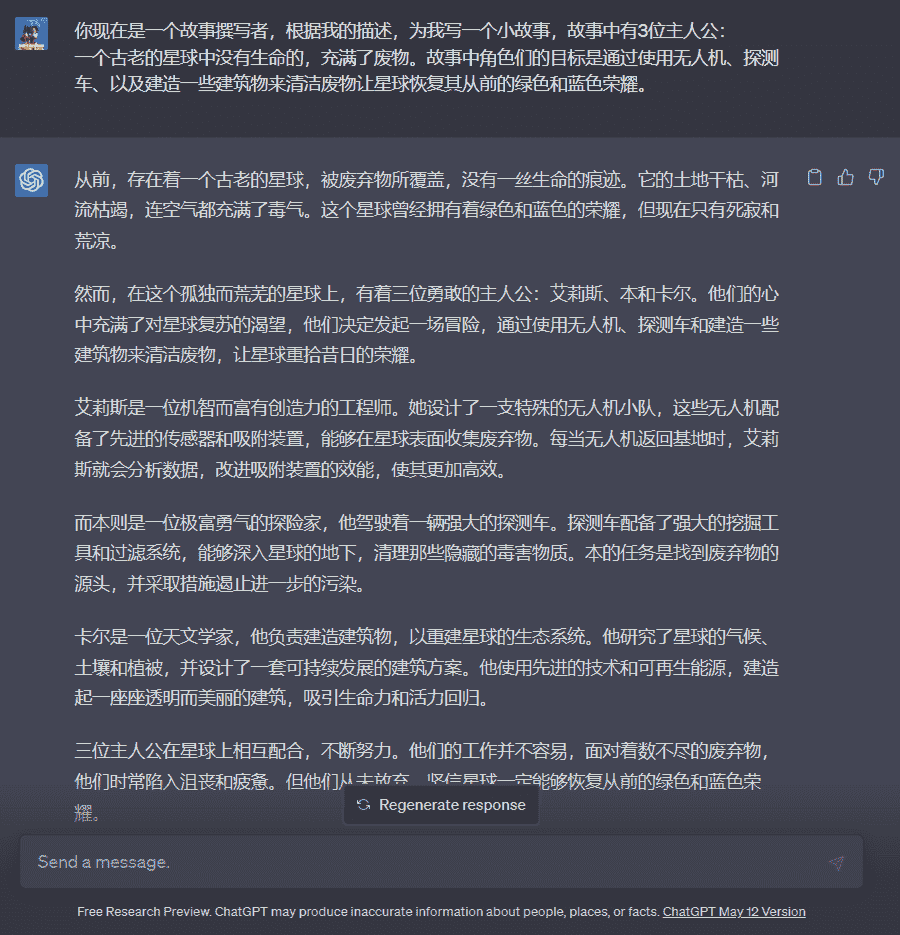 你现在是一个故事撰写者，根据我的描述，为我写一个小故事，故事中有3位主人公：
一个古老的星球中没有生命的，充满了废物。故事中角色们的目标是通过使用无人机、探测
车、以及建造一些建筑物来清洁废物让星球恢复其从前的绿色和蓝色荣耀。
从前，存在着一个古老的星球，被废弃物所覆盖，没有一丝生命的痕迹。它的土地干枯、河
流枯竭，连空气都充满了毒气。这个星球曾经拥有着绿色和蓝色的荣耀，但现在只有死寂和
荒凉。
然而，在这个孤独而荒芜的星球上，有着三位勇敢的主人公：艾莉斯、本和卡尔。他们的心
中充满了对星球复苏的渴望，他们决定发起一场冒险，通过使用无人机、探测车和建造一些
建筑物来清洁废物，让星球重拾昔日的荣耀。
艾莉斯是一位机智而富有创造力的工程师。她设计了一支特殊的无人机小队，这些无人机配
备了先进的传感器和吸附装置，能够在星球表面收集废弃物。每当无人机返回基地时，艾莉
斯就会分析数据，改进吸附装置的效能，使其更加高效。
而本则是一位极富勇气的探险家，他驾驶着一辆强大的探测车。探测车配备了强大的挖掘工
具和过滤系统，能够深入星球的地下，清理那些隐藏的毒害物质。本的任务是找到废弃物的
源头，并采取措施遏止进一步的污染。
卡尔是一位天文学家，他负责建造建筑物，以重建星球的生态系统。他研究了星球的气候、
土壤和植被，并设计了一套可持续发展的建筑方案。他使用先进的技术和可再生能源，建造
起一座座透明而美丽的建筑，吸引生命力和活力回归。
三位主人公在星球上相互配合，不断努力。他们的工作并不容易，面对着数不尽的废弃物，
他们时常陷入沮丧和疲惫。但他们从未放弃，坚信星球一定能够恢复从前的绿色和蓝色荣
耀。
Regenerate response
Send a message.
Free Research Preview. ChatGPT may produce inaccurate information about people, places, or facts. ChatGPT May 12 Version